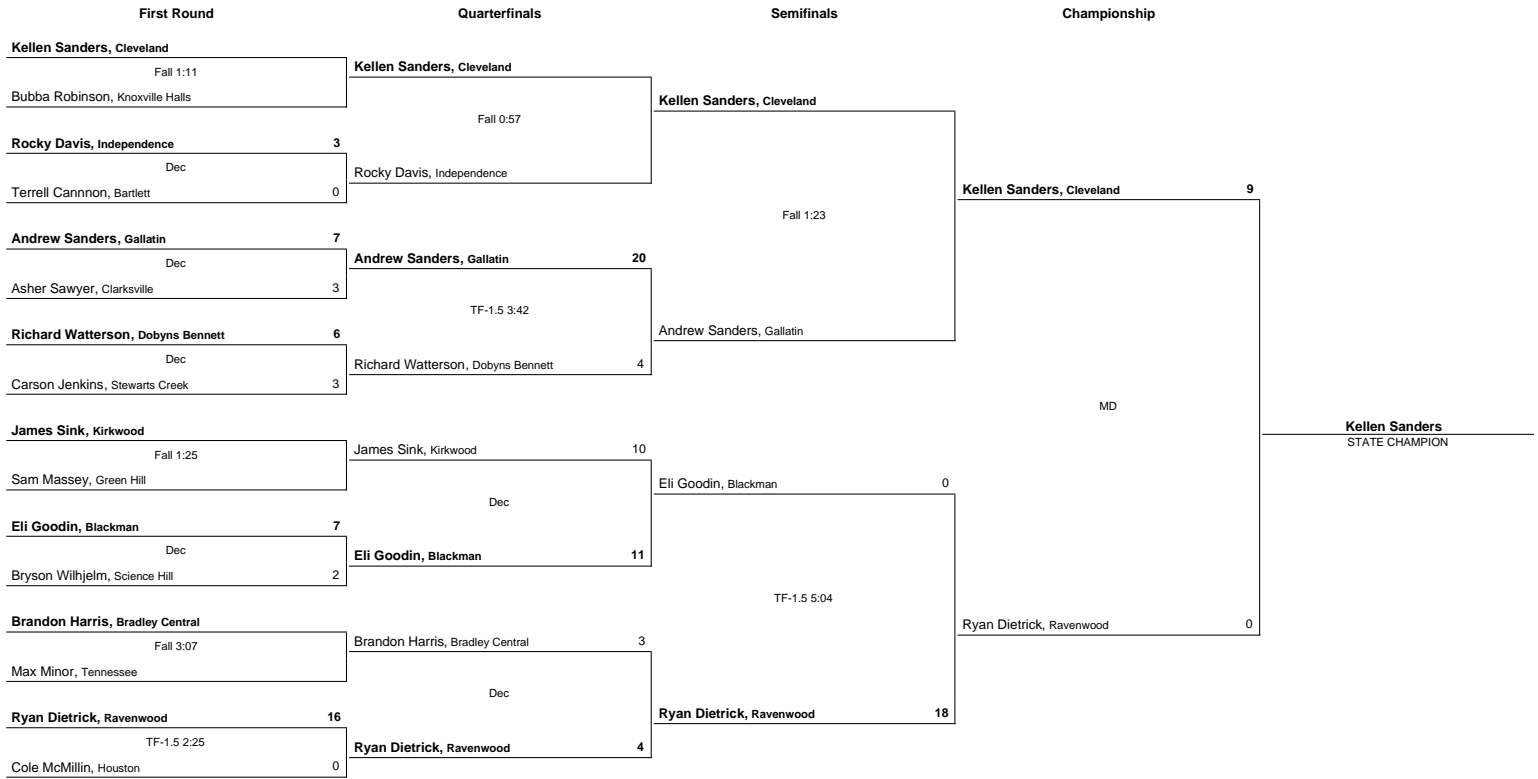 First Round
Quarterfinals
Semifinals
Championship
Kellen Sanders, Cleveland
Fall 1:11
Bubba Robinson, Knoxville Halls
Rocky Davis, Independence 3
Dec
Terrell Cannnon, Bartlett 0
Andrew Sanders, Gallatin 7
Dec
Asher Sawyer, Clarksville 3
Richard Watterson, Dobyns Bennett 6
Dec
Carson Jenkins, Stewarts Creek 3
James Sink, Kirkwood
Fall 1:25
Sam Massey, Green Hill
Eli Goodin, Blackman 7
Dec
Bryson Wilhjelm, Science Hill 2
Brandon Harris, Bradley Central
Fall 3:07
Max Minor, Tennessee
Ryan Dietrick, Ravenwood 16
TF-1.5 2:25
Cole McMillin, Houston 0
Kellen Sanders, Cleveland
Fall 0:57
Rocky Davis, Independence
Andrew Sanders, Gallatin 20
TF-1.5 3:42
Richard Watterson, Dobyns Bennett 4
James Sink, Kirkwood 10
Dec
Eli Goodin, Blackman 11
Brandon Harris, Bradley Central 3
Dec
Ryan Dietrick, Ravenwood 4
Kellen Sanders, Cleveland
Fall 1:23
Andrew Sanders, Gallatin
Eli Goodin, Blackman 0
TF-1.5 5:04
Ryan Dietrick, Ravenwood 18
Kellen Sanders, Cleveland 9
MD
Ryan Dietrick, Ravenwood 0
Kellen Sanders
STATE CHAMPION